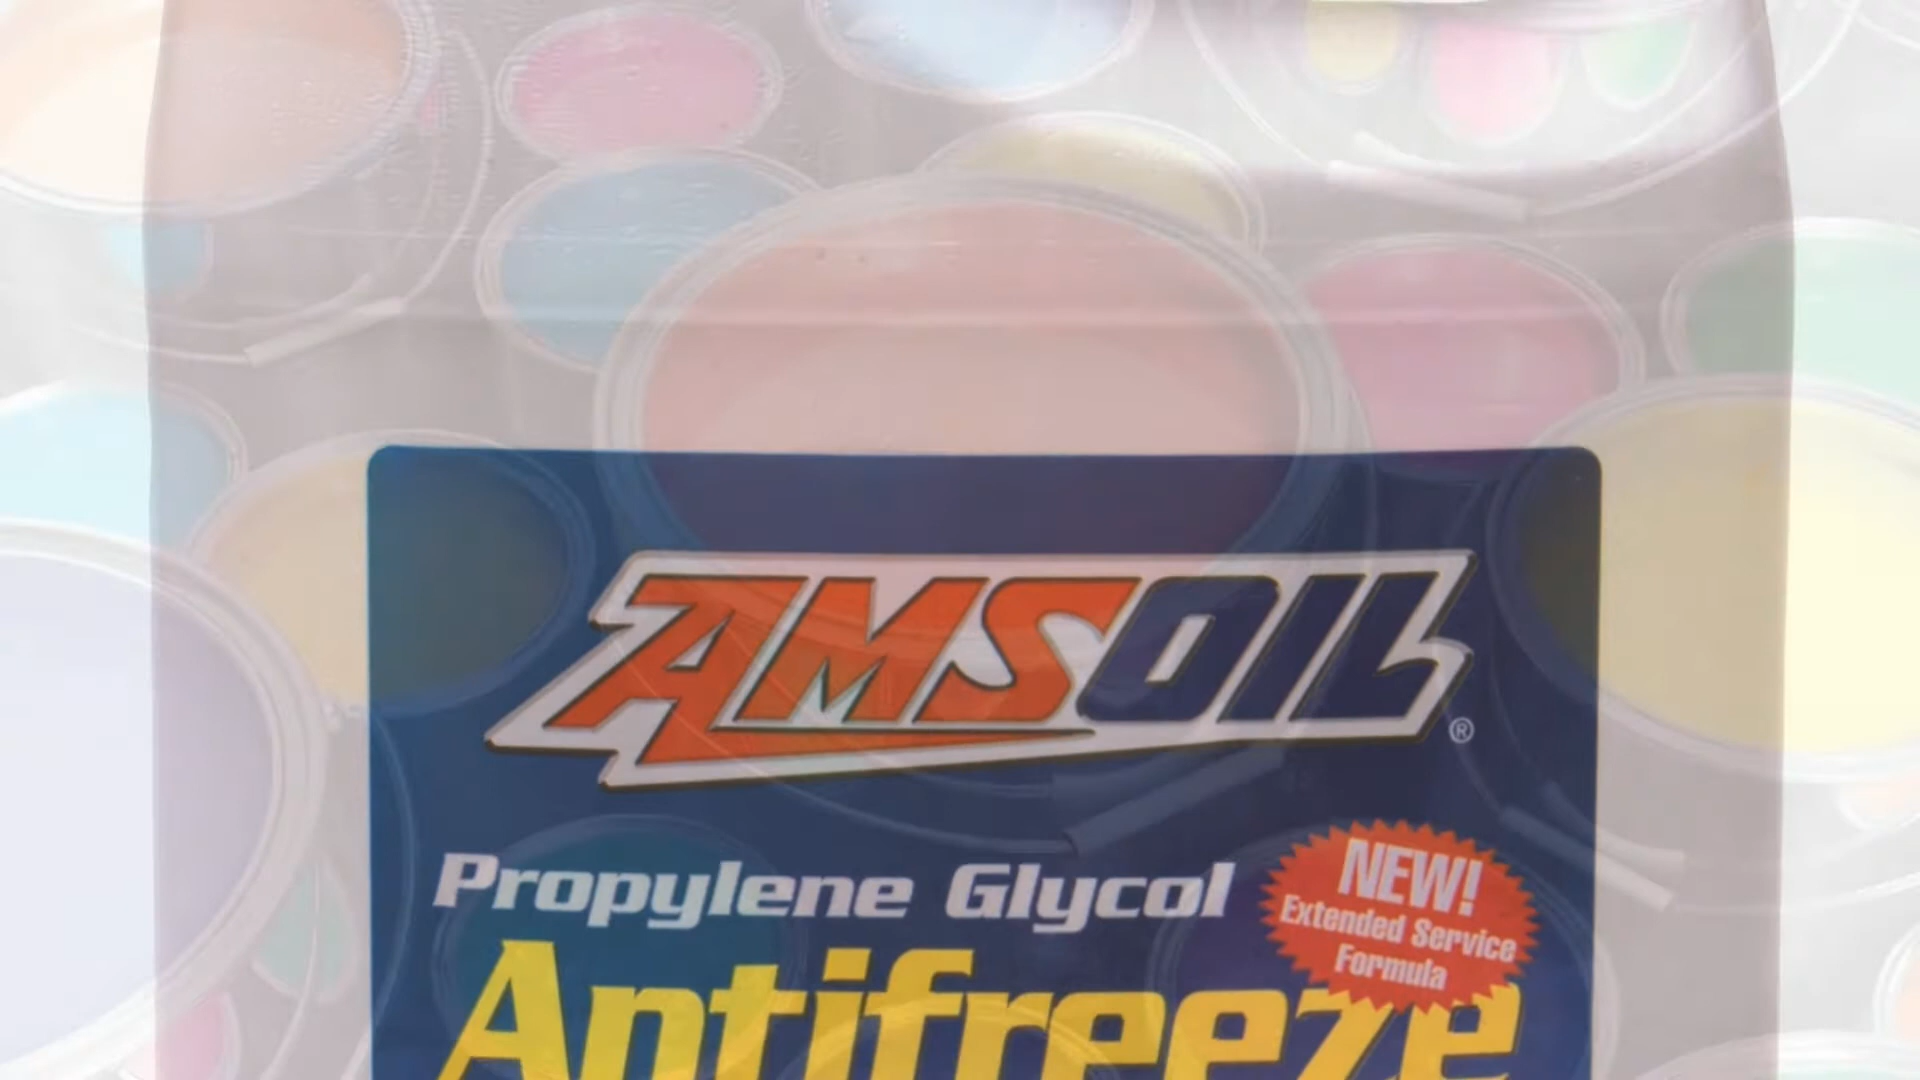 AMSOIL®
Propylene Glycol
NEW!
Extended Service
Formula
Antifreeze